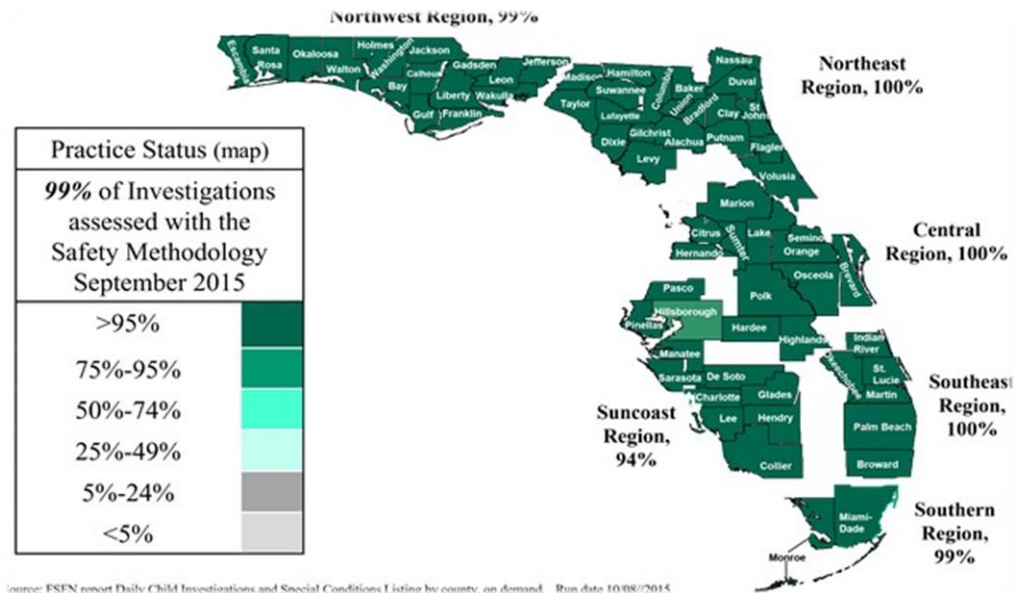 Northwest Region, 99%
Escambia
Santa
Rosa
Okaloosa
Walton
Holmes
Washington
Jackson
Bay
Calhoun
Gulf
Gadsden
Liberty
Franklin
Leon
Wakulla
Jefferson
Madison
Taylor
Hamilton
Suwannee
Lafayette
Dixie
Columbia
Gilchrist
Levy
Baker
Union
Bradford
Alachua
Nassau
Duval
Clay
St
Johns
Putnam
Flagler
Volusia
Northeast
Region, 100%
Practice Status (map)
99% of Investigations
assessed with the
Safety Methodology
September 2015
>95%
75%-95%
50%-74%
25%-49%
5%-24%
<5%
Marion
Citrus
Hernando
Sumter
Lake
Semino
Orange
Osceola
Brevard
Central
Region, 100%
Pasco
Hillsborough
Pinellas
Polk
Hardee
Highlands
Manatee
Sarasota
De Soto
Charlotte
Glades
Lee
Hendry
Collier
Suncoast
Region,
94%
Indian
River
Okeechobee
St.
Lucie
Martin
Palm Beach
Broward
Southeast
Region,
100%
Miami-
Dade
Monroe
Southern
Region,
99%
Source: FSFN report Daily Child Investigations and Special Conditions Listing by county, on demand. Run date 10/08//2015